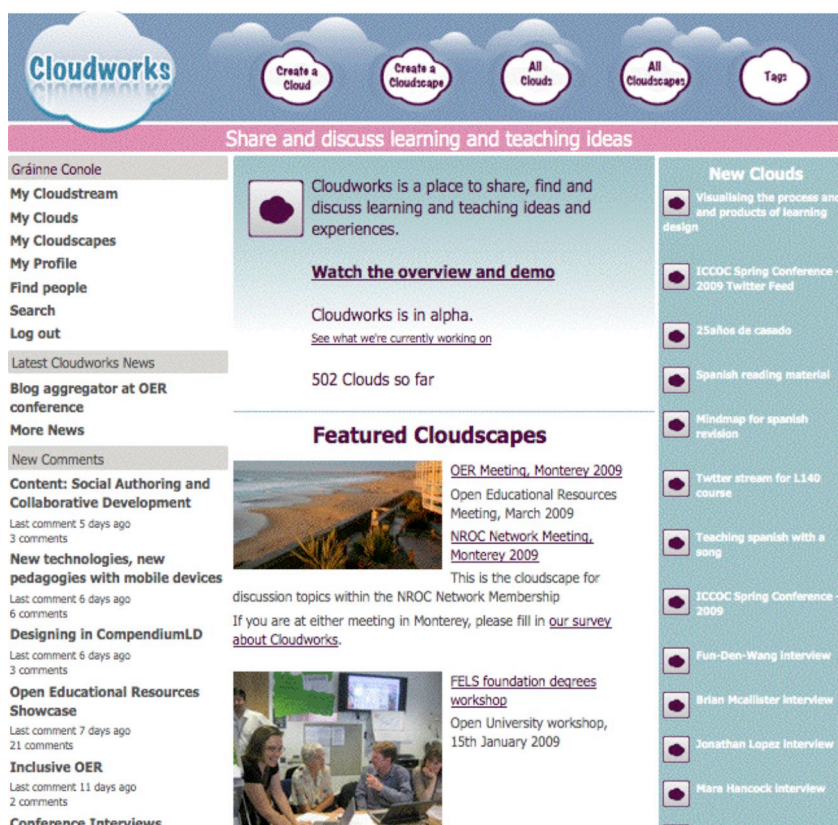 Cloudworks
Create a
Cloud
Create a
Cloudscape
All
Clouds
All
Cloudscapes
Tags
Share and discuss learning and teaching ideas
Gráinne Conole
My Cloudstream
My Clouds
My Cloudscapes
My Profile
Find people
Search
Log out
Latest Cloudworks News
Blog aggregator at OER
conference
More News
New Comments
Content: Social Authoring and
Collaborative Development
Last comment 5 days ago
3 comments
New technologies, new
pedagogies with mobile devices
Last comment 6 days ago
6 comments
Designing in CompendiumLD
Last comment 6 days ago
3 comments
Open Educational Resources
Showcase
Last comment 7 days ago
21 comments
Inclusive OER
Last comment 11 days ago
2 comments
Conference Interviews
Cloudworks is a place to share, find and
discuss learning and teaching ideas and
experiences.
Watch the overview and demo
Cloudworks is in alpha.
See what we're currently working on
502 Clouds so far
Featured Cloudscapes
OER Meeting, Monterey 2009
Open Educational Resources
Meeting, March 2009
NROC Network Meeting,
Monterey 2009
This is the cloudscape for
discussion topics within the NROC Network Membership
If you are at either meeting in Monterey, please fill in our survey
about Cloudworks.
FELS foundation degrees
workshop
Open University workshop,
15th January 2009
New Clouds
Visualising the process and
and products of learning
design
ICCOC Spring Conference -
2009 Twitter Feed
25años de casado
Spanish reading material
Mindmap for spanish
revision
Twtter stream for L140
course
Teaching spanish with a
song
ICCOC Spring Conference -
2009
Fun-Den-Wang interview
Brian Mcallister interview
Jonathan Lopez interview
Mara Hancock interview